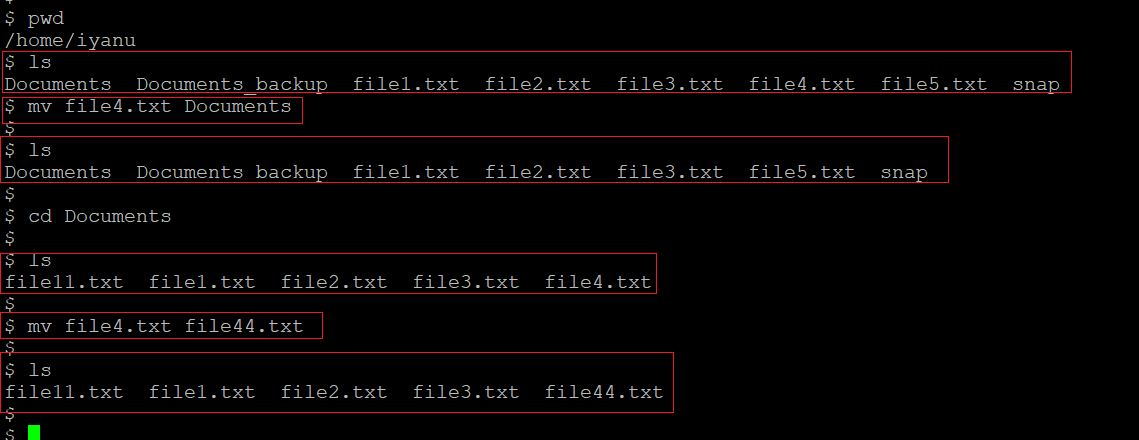 $ pwd
/home/iyanu
$ ls
Documents  Documents_backup  file1.txt  file2.txt  file3.txt  file4.txt  file5.txt  snap
$ mv file4.txt Documents
$
$ ls
Documents  Documents_backup  file1.txt  file2.txt  file3.txt  file5.txt  snap
$
$ cd Documents
$
$ ls
file11.txt  file1.txt  file2.txt  file3.txt  file4.txt
$
$ mv file4.txt file44.txt
$
$ ls
file11.txt  file1.txt  file2.txt  file3.txt  file44.txt
$
$